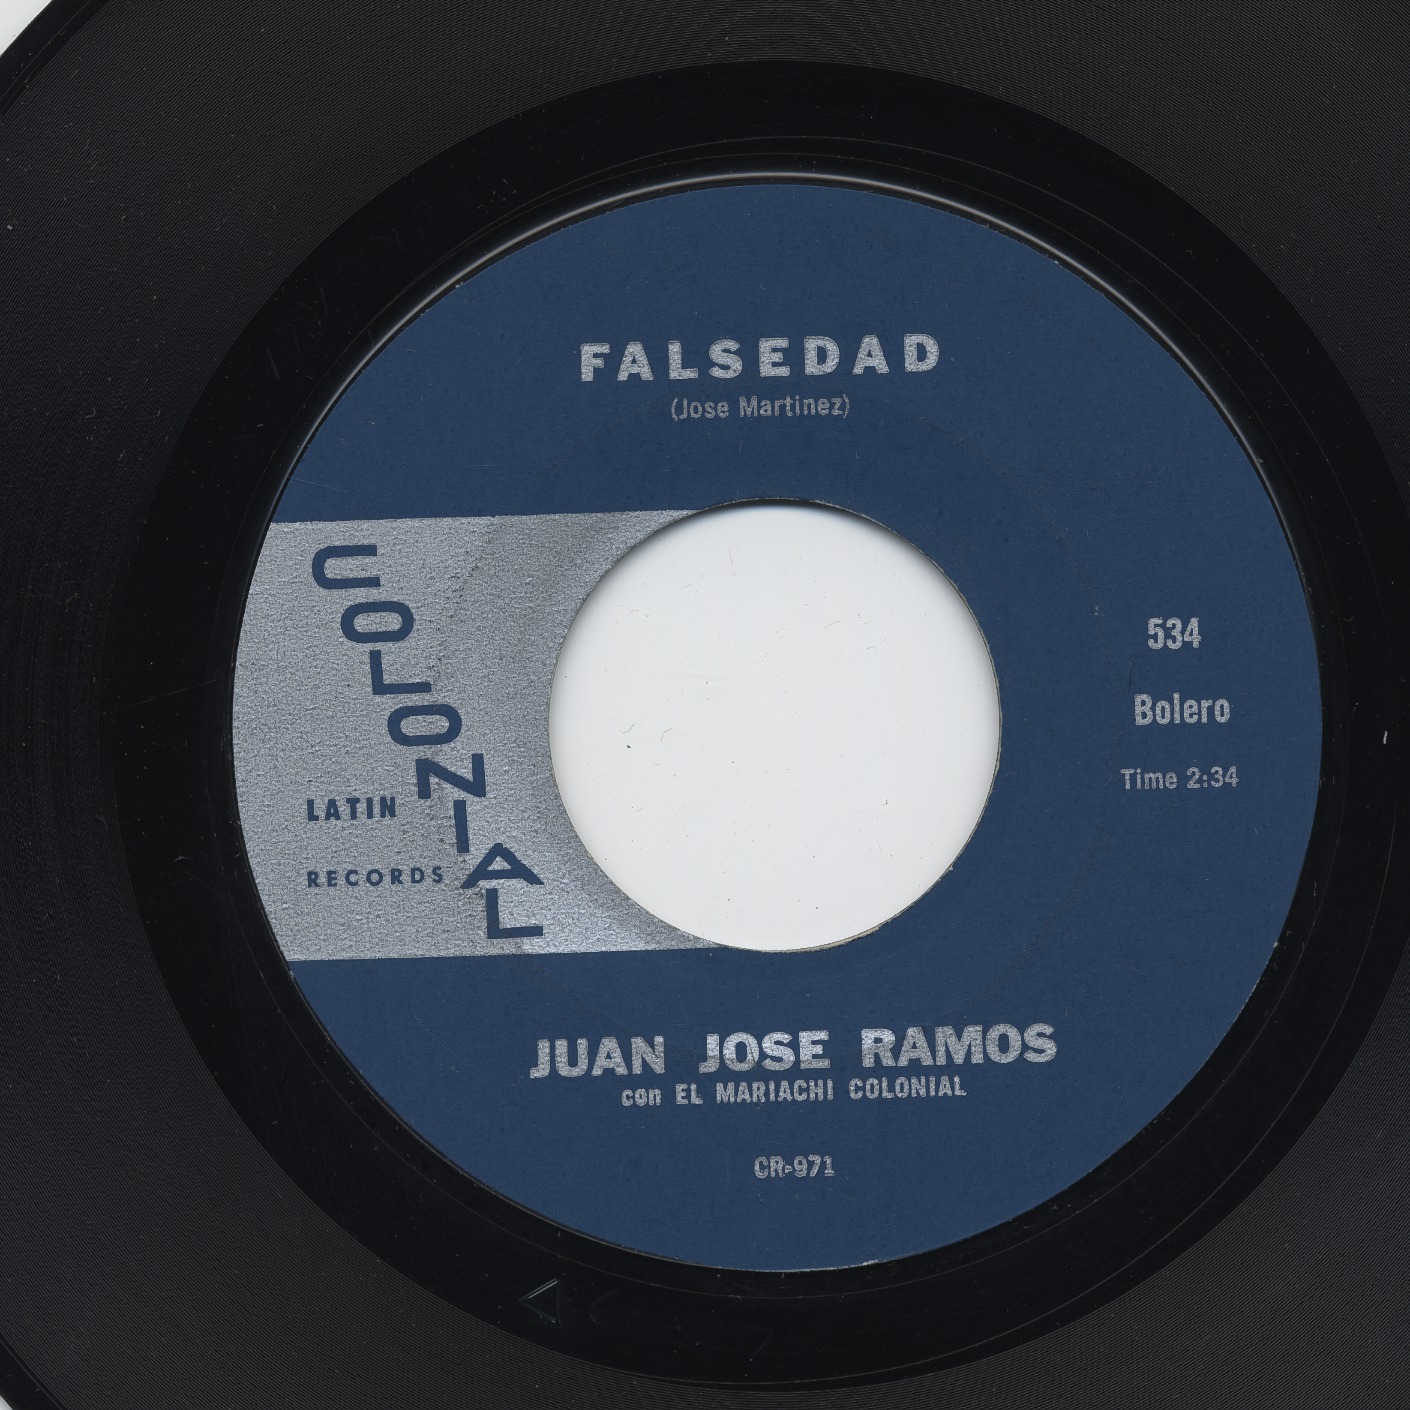 FALSEDAD
(Jose Martinez)
COLONIAL
LATIN
RECORDS
534
Bolero
Time 2:34
JUAN JOSE RAMOS
con EL MARIACHI COLONIAL
CR-971